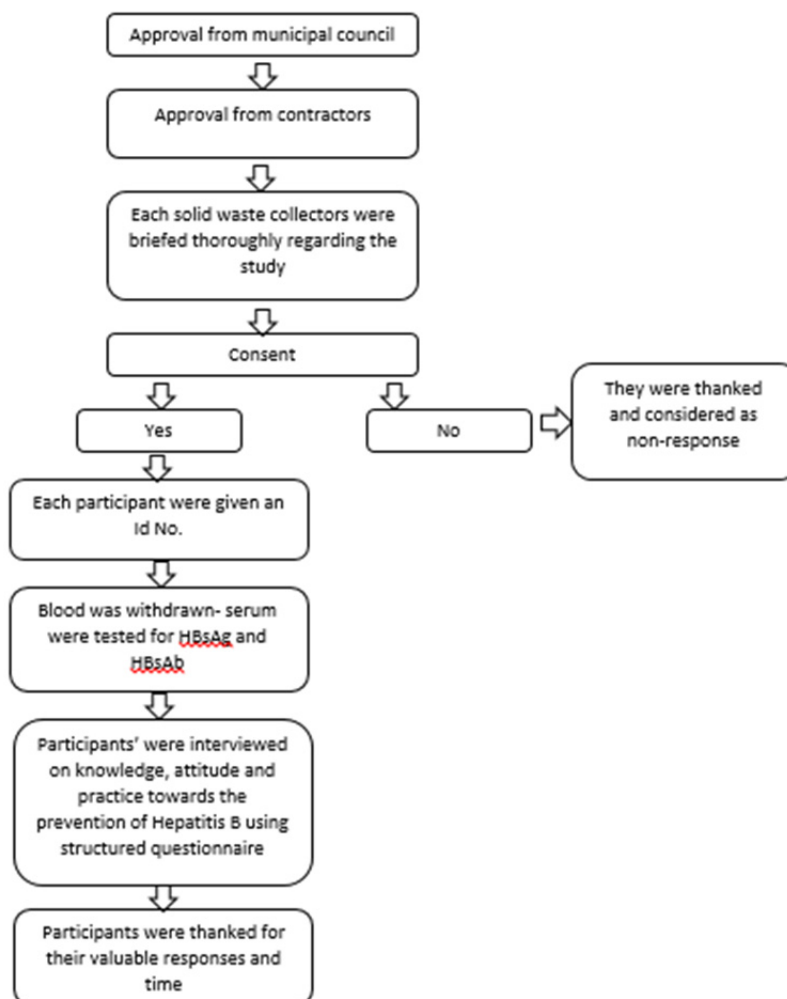 Approval from municipal council
Approval from contractors
Each solid waste collectors were
briefed thoroughly regarding the
study
Consent
Yes
No
They were thanked
and considered as
non-response
Each participant were given an
Id No.
Blood was withdrawn- serum
were tested for HBsAg and
HBsAb
Participants’ were interviewed
on knowledge, attitude and
practice towards the
prevention of Hepatitis B using
structured questionnaire
Participants were thanked for
their valuable responses and
time